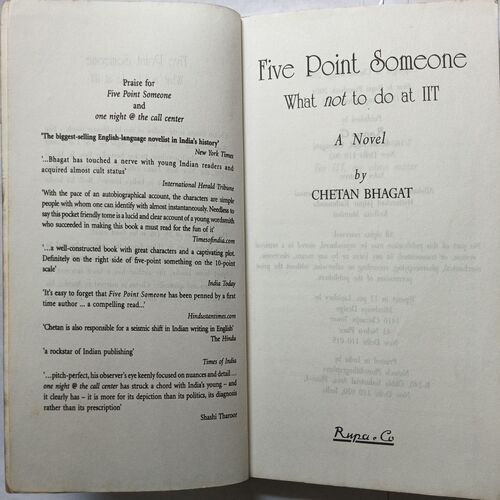 Praise for
Five Point Someone
and
one night @ the call center
'The biggest-selling English-language novelist in India's history'
New York Times
'...Bhagat has touched a nerve with young Indian readers and
acquired almost cult status'
International Herald Tribune
'With the pace of an autobiographical account, the characters are simple
people with whom one can identify with almost instantaneously. Needless to
say this pocket friendly tome is a lucid and clear account of a young wordsmith
who succeeded in making this book a must read for the fun of it'
Timesofindia.com
'...a well-constructed book with great characters and a captivating plot.
Definitely on the right side of five-point something on the 10-point
scale'
India Today
'It's easy to forget that Five Point Someone has been penned by a first
time author ... a compelling read...'
Hindustantimes.com
'Chetan is also responsible for a seismic shift in Indian writing in English'
The Hindu
'a rockstar of Indian publishing'
Times of India
'...pitch-perfect, his observer's eye keenly focused on nuances and detail ...
one night @ the call center has struck a chord with India's young – and
it clearly has – it is more for its depiction than its politics, its diagnosis
rather than its prescription'
Shashi Tharoor
Five Point Someone
What not to do at IIT
A Novel
by
CHETAN BHAGAT
Rupa & Co